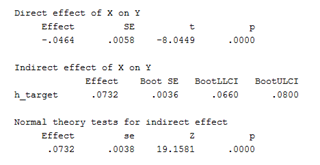 Direct effect of X on Y
Effect SE t p
-.0464 .0058 -8.0449 .0000
Indirect effect of X on Y
Effect Boot SE BootLLCI BootULCI
h_target .0732 .0036 .0660 .0800
Normal theory tests for indirect effect
Effect se Z p
.0732 .0038 19.1581 .0000